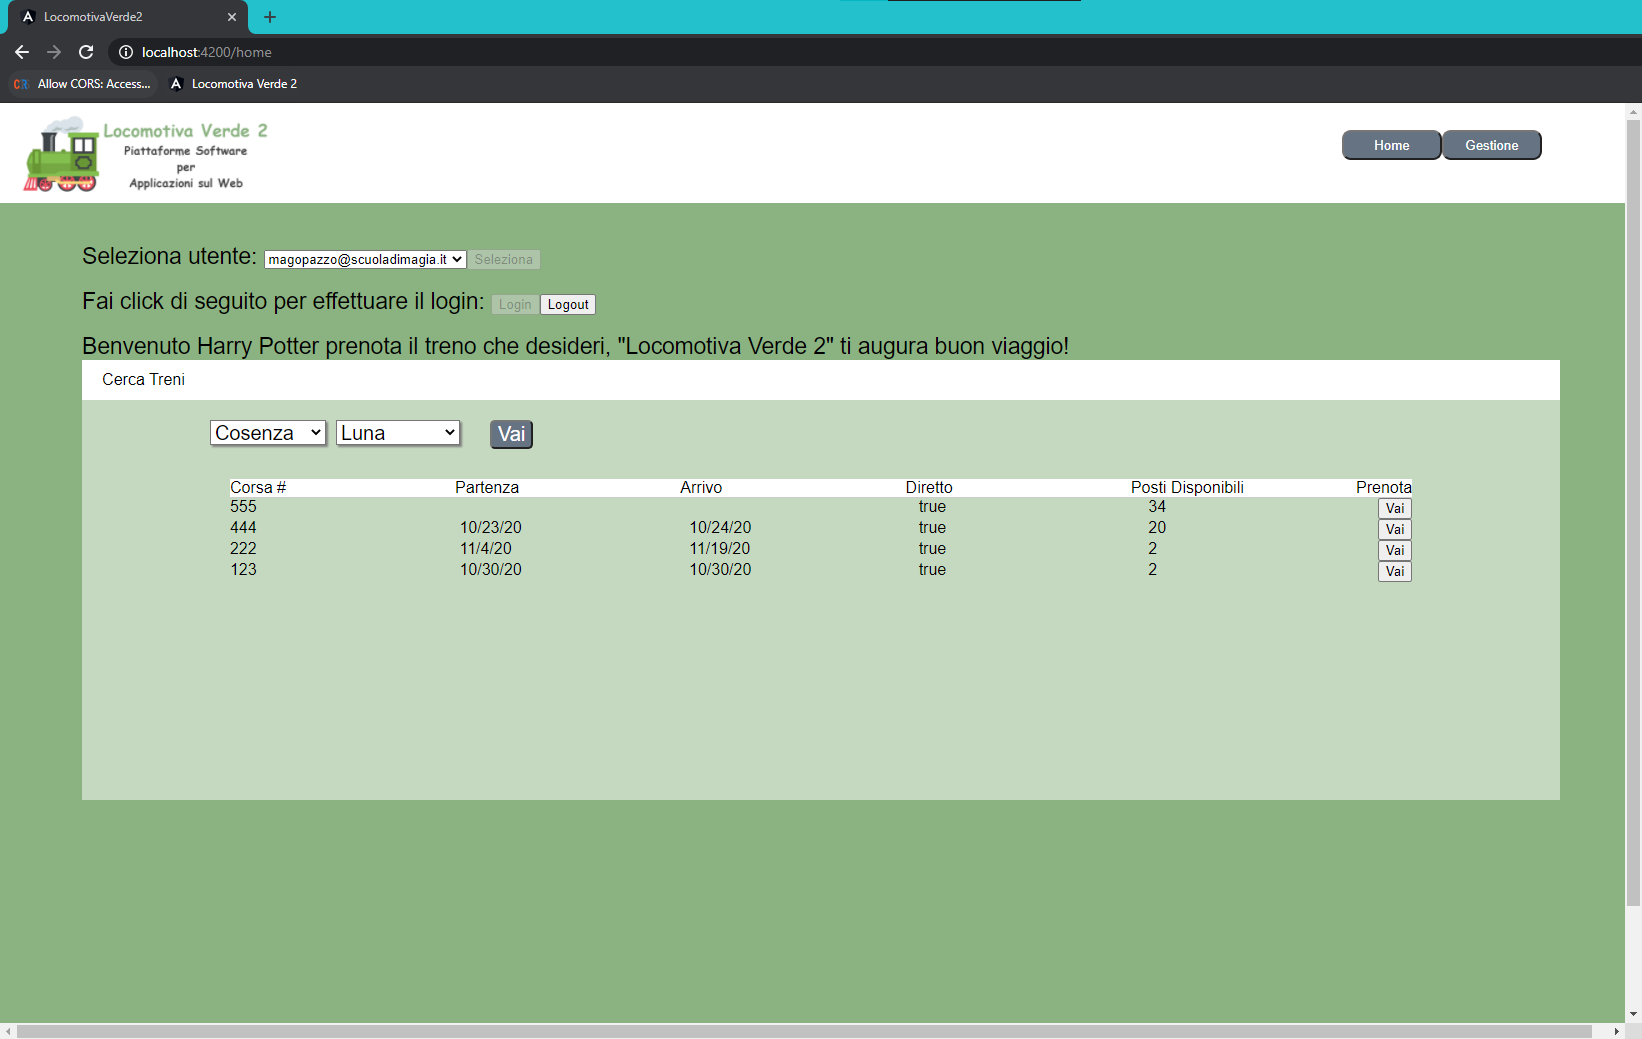 LocomotivaVerde2
localhost:4200/home
Allow CORS: Access... Locomotiva Verde 2
Locomotiva Verde 2
Piattaforme Software
per
Applicazioni sul Web
Home Gestione
Seleziona utente: magopazzo@scuoladimagia.it Seleziona
Fai click di seguito per effettuare il login: Login Logout
Benvenuto Harry Potter prenota il treno che desideri, "Locomotiva Verde 2" ti augura buon viaggio!
Cerca Treni
Cosenza Luna Vai
Corsa # Partenza Arrivo Diretto Posti Disponibili Prenota
555 true 34 Vai
444 10/23/20 10/24/20 true 20 Vai
222 11/4/20 11/19/20 true 2 Vai
123 10/30/20 10/30/20 true 2 Vai